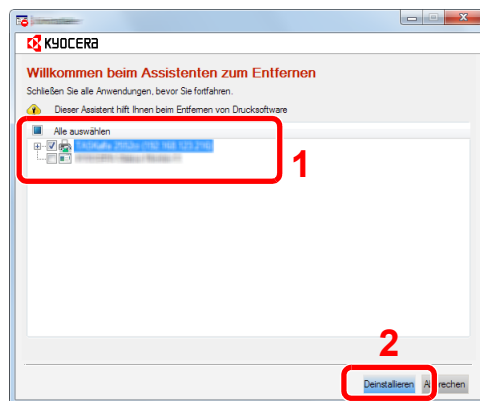 KYOCERA
Willkommen beim Assistenten zum Entfernen
Schließen Sie alle Anwendungen, bevor Sie fortfahren.
Dieser Assistent hilft Ihnen beim Entfernen von Drucksoftware
Alle auswählen
1
2
Deinstallieren